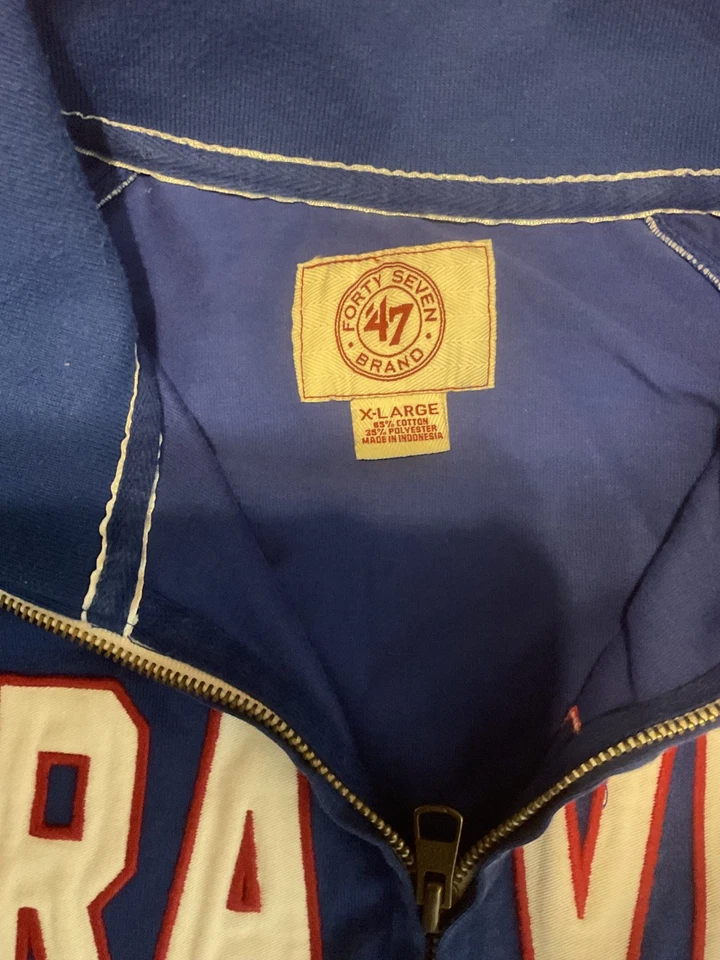 FORTY SEVEN
'47
BRAND
X-LARGE
65% COTTON
35% POLYESTER
MADE IN INDONESIA
RAV